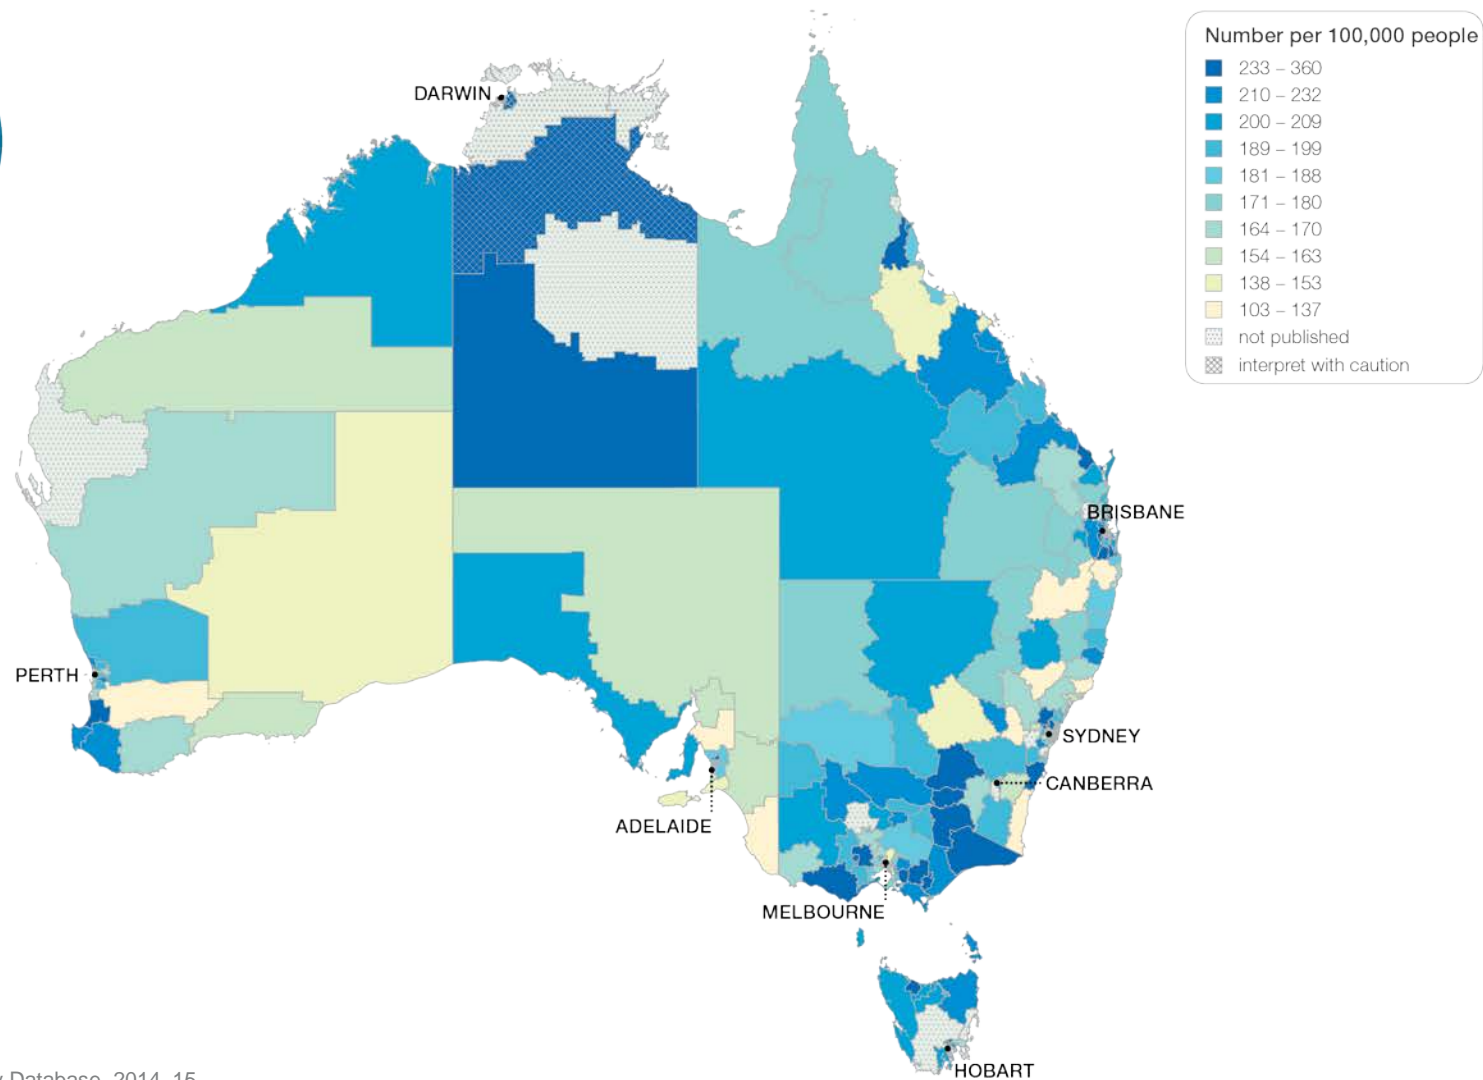 Number per 100,000 people
233 – 360
210 – 232
200 – 209
189 – 199
181 – 188
171 – 180
164 – 170
154 – 163
138 – 153
103 – 137
not published
interpret with caution
DARWIN
BRISBANE
PERTH
SYDNEY
CANBERRA
ADELAIDE
MELBOURNE
HOBART
Database, 2014–15